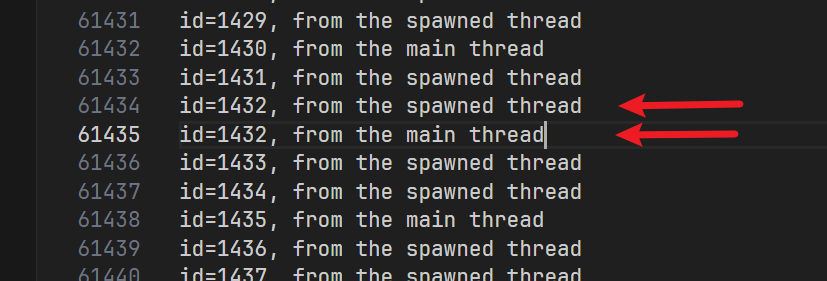 61431 id=1429, from the spawned thread
61432 id=1430, from the main thread
61433 id=1431, from the spawned thread
61434 id=1432, from the spawned thread
61435 id=1432, from the main thread
61436 id=1433, from the spawned thread
61437 id=1434, from the spawned thread
61438 id=1435, from the main thread
61439 id=1436, from the spawned thread
61440 id=1437, from the spawned thread